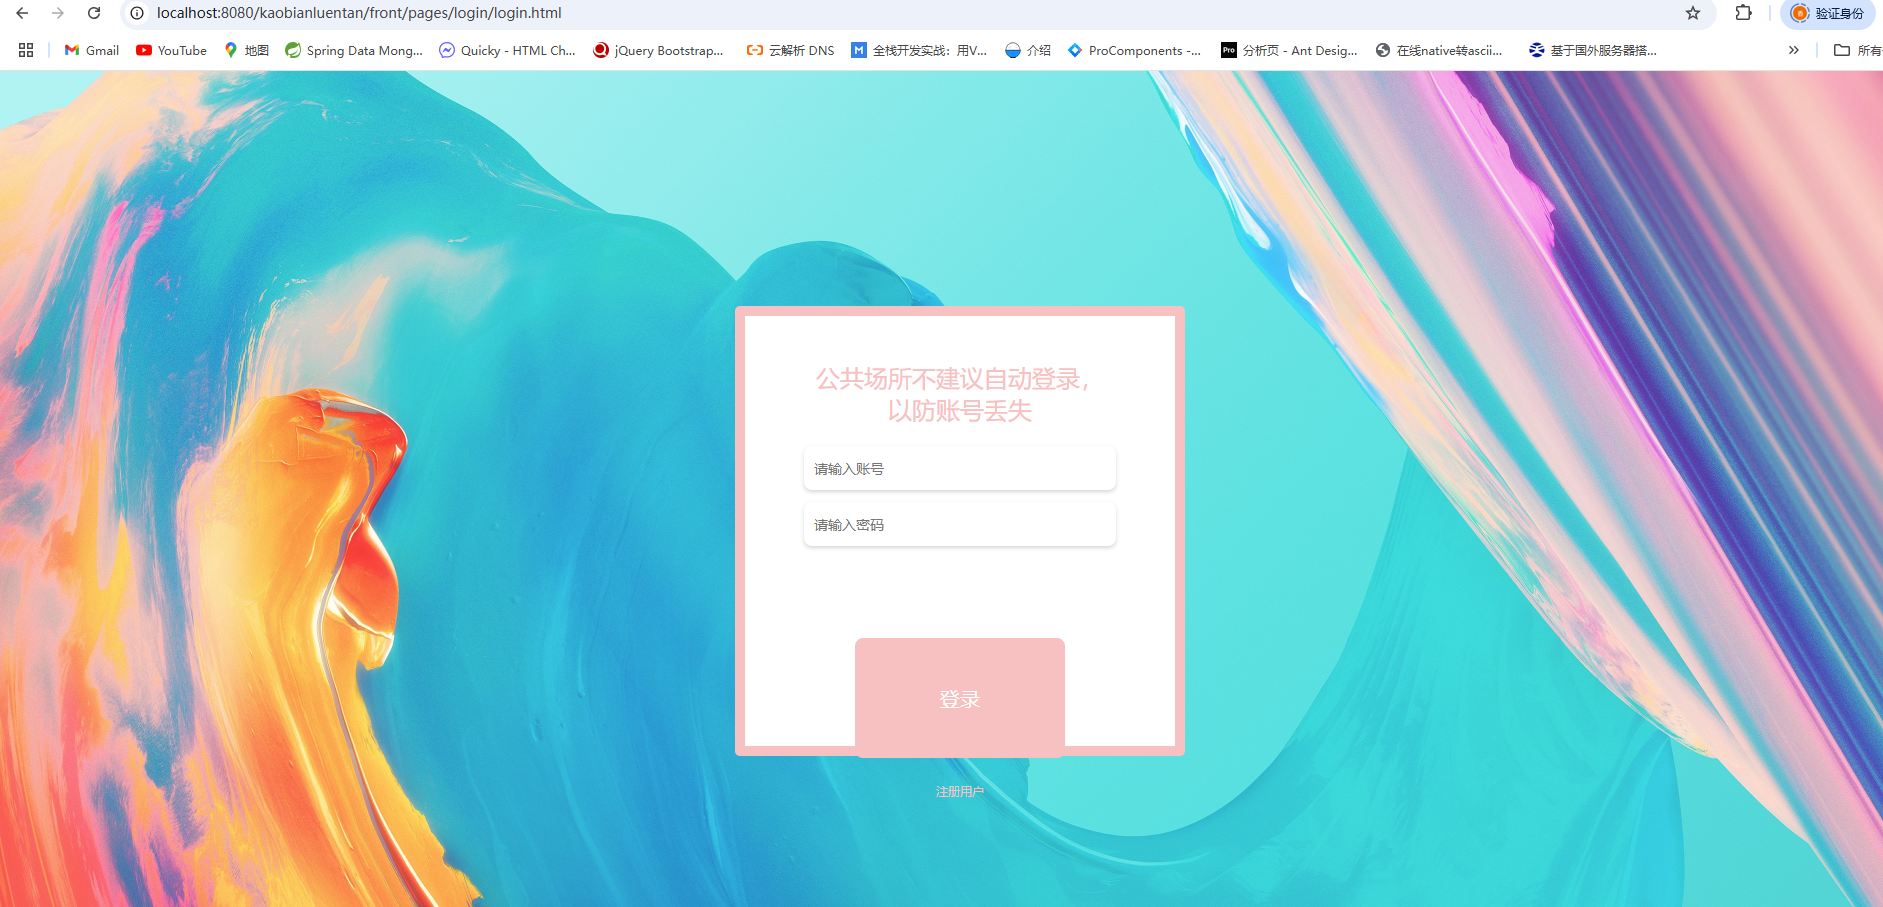 localhost:8080/kaobianluentan/front/pages/login/login.html
验证身份
Gmail
YouTube
地图
Spring Data Mong...
Quicky - HTML Ch...
jQuery Bootstrap...
云解析 DNS
全栈开发实战：用V...
介绍
ProComponents -...
Pro
分析页 - Ant Desig...
在线native转ascii...
基于国外服务器搭...
所有
公共场所不建议自动登录，
以防账号丢失
请输入账号
请输入密码
登录
注册用户